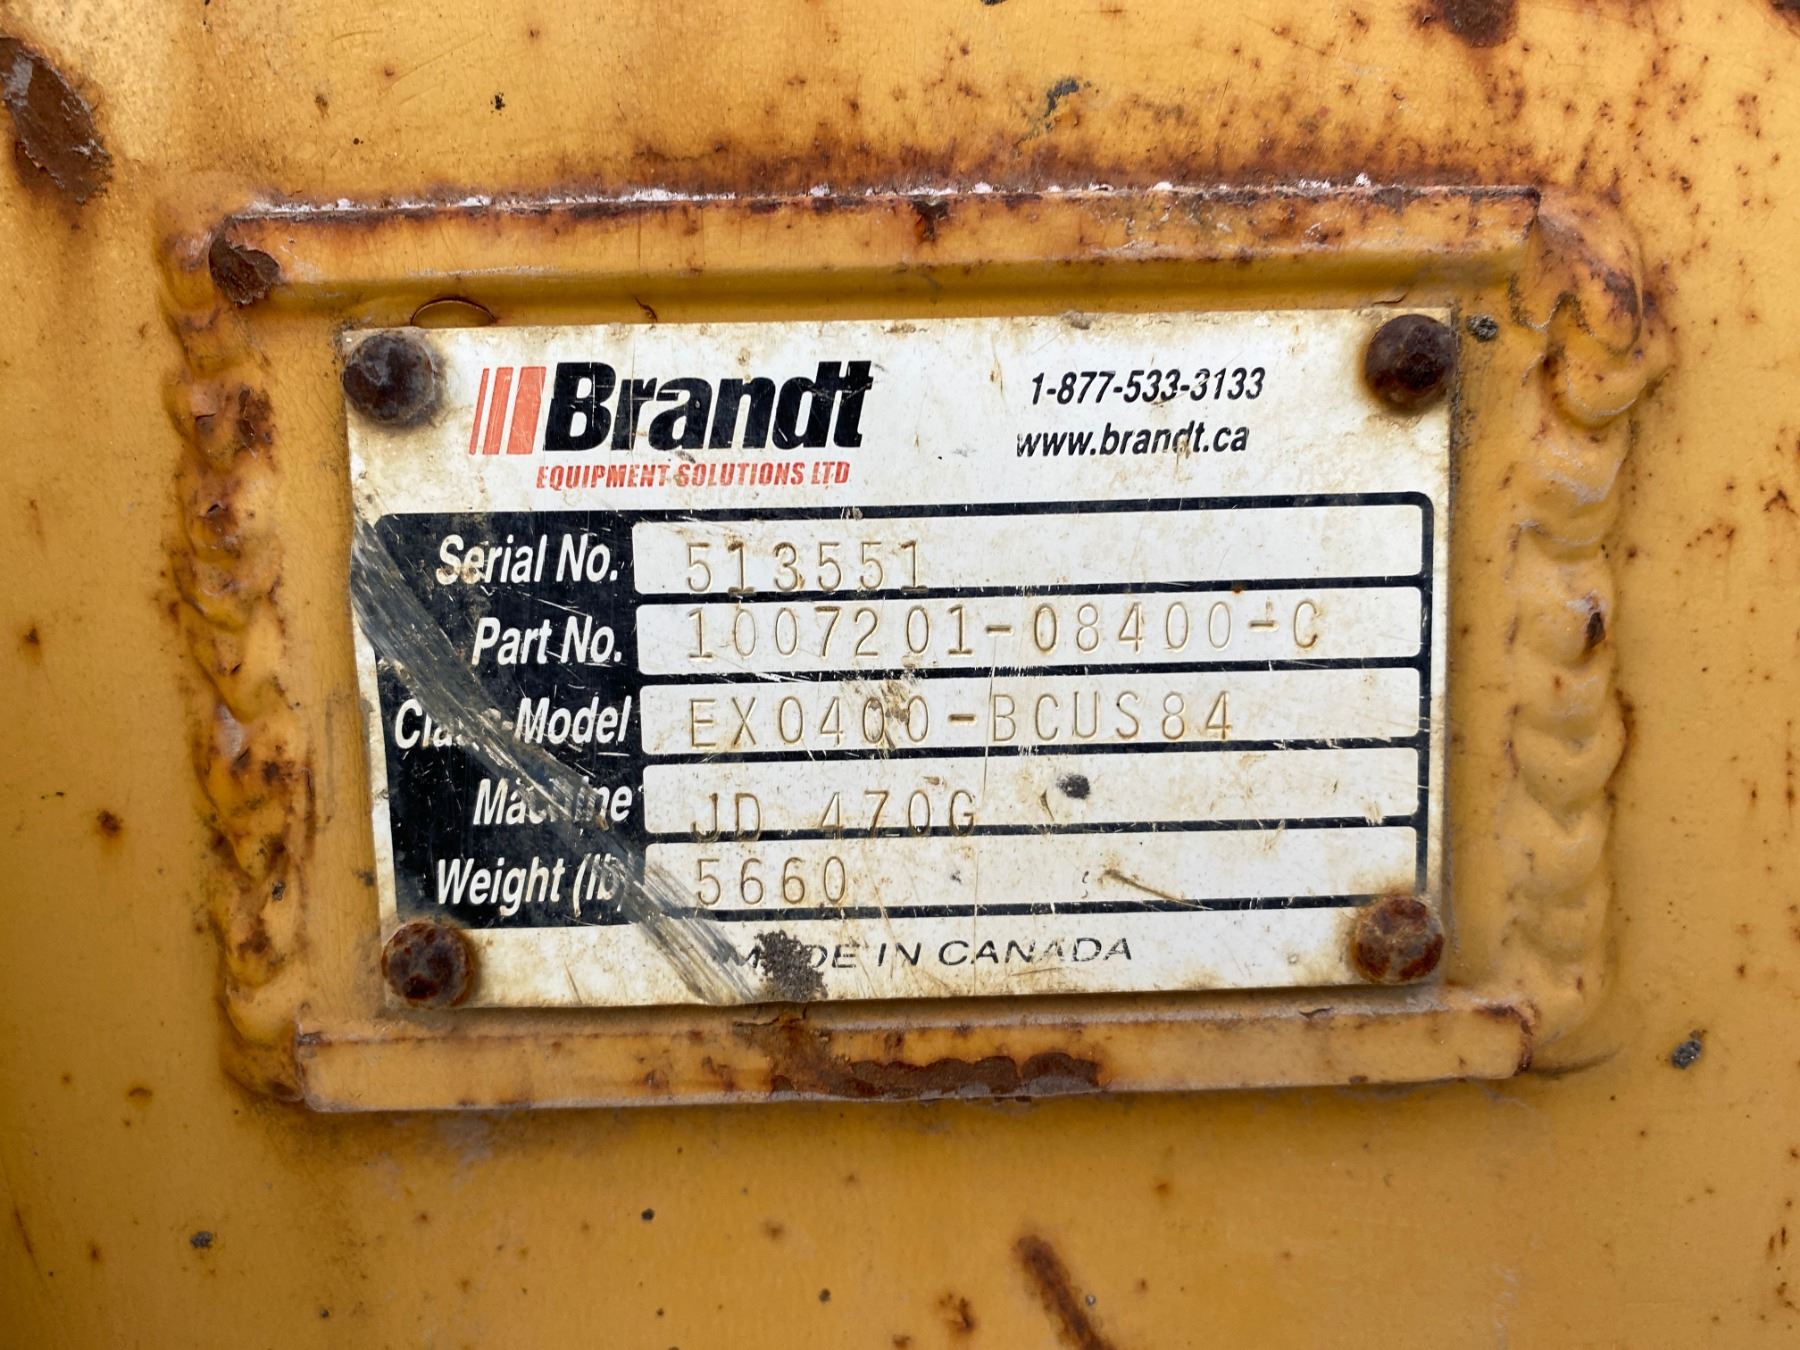 Brandt
EQUIPMENT SOLUTIONS LTD
1-877-533-3133
www.brandt.ca
Serial No. 513551
Part No. 1007201-08400-C
Class-Model EX0400-BCUS84
Machine JD 470G
Weight (lb) 5660
MADE IN CANADA